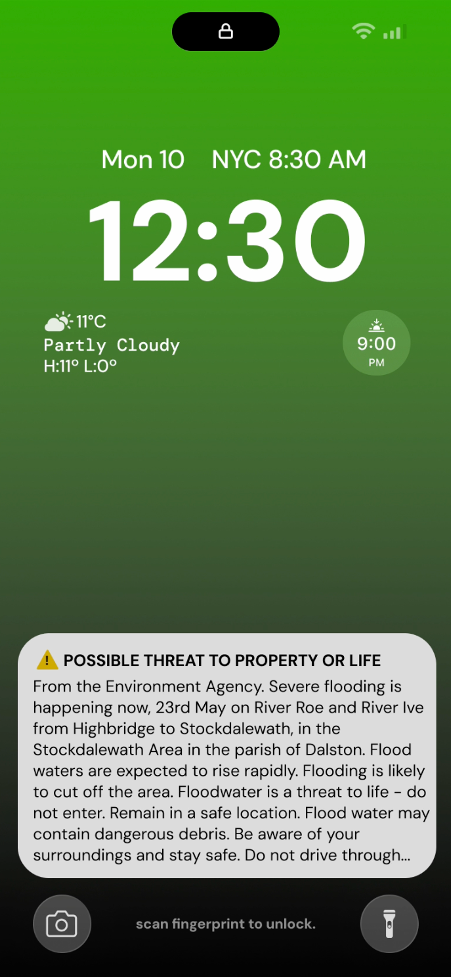 Mon 10 NYC 8:30 AM
12:30
11°C
Partly Cloudy
H:11° L:0°
9:00
PM
POSSIBLE THREAT TO PROPERTY OR LIFE
From the Environment Agency. Severe flooding is
happening now, 23rd May on River Roe and River Ive
from Highbridge to Stockdalewath, in the
Stockdalewath Area in the parish of Dalston. Flood
waters are expected to rise rapidly. Flooding is likely
to cut off the area. Floodwater is a threat to life - do
not enter. Remain in a safe location. Flood water may
contain dangerous debris. Be aware of your
surroundings and stay safe. Do not drive through...
scan fingerprint to unlock.